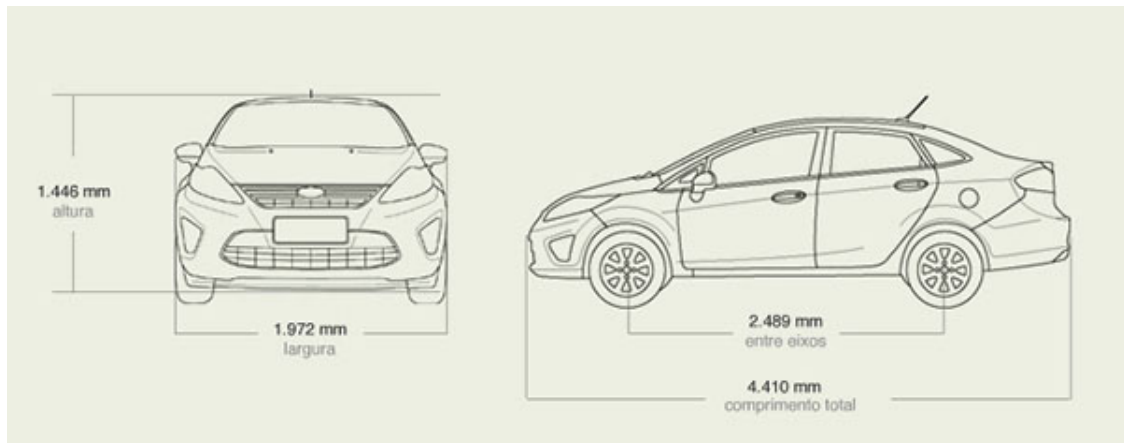 1.446 mm
altura
1.972 mm
largura
2.489 mm
entre eixos
4.410 mm
comprimento total